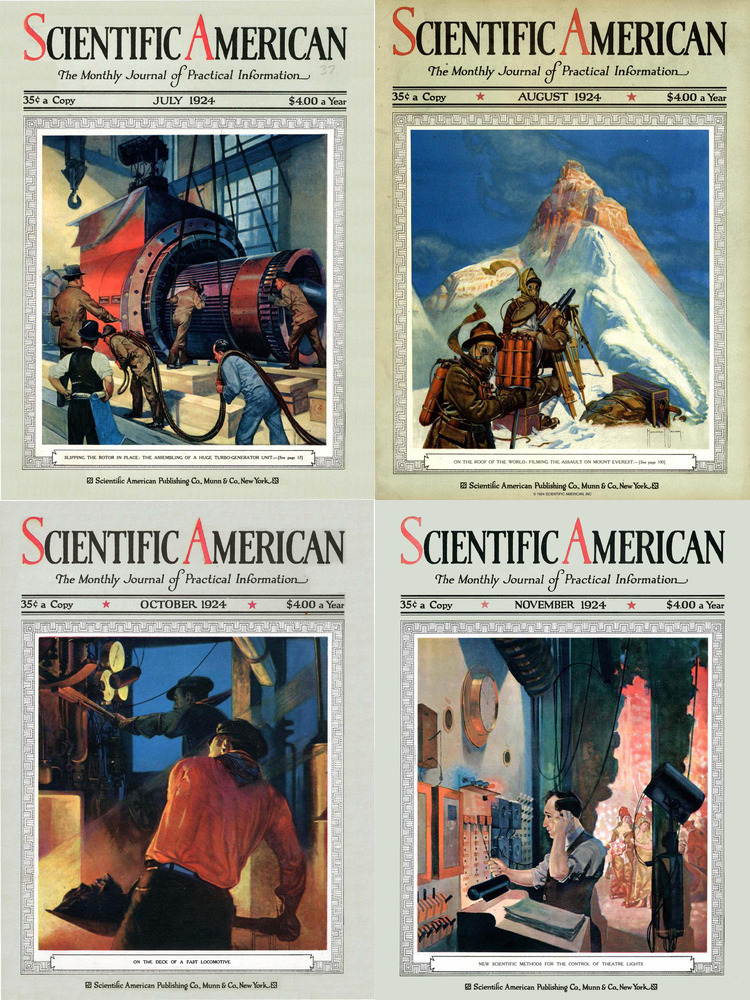 SCIENTIFIC AMERICAN
The Monthly Journal of Practical Information
37
35¢ a Copy JULY 1924 $4.00 a Year
SLIPPING THE ROTOR IN PLACE: THE ASSEMBLING OF A HUGE TURBO-GENERATOR UNIT.—[See page 17]
Scientific American Publishing Co., Munn & Co., New York.
SCIENTIFIC AMERICAN
The Monthly Journal of Practical Information
35¢ a Copy ★ AUGUST 1924 ★ $4.00 a Year
ON THE ROOF OF THE WORLD: FILMING THE ASSAULT ON MOUNT EVEREST.—[See page 100]
Scientific American Publishing Co., Munn & Co., New York.
© 1924 SCIENTIFIC AMERICAN, INC
SCIENTIFIC AMERICAN
The Monthly Journal of Practical Information
35¢ a Copy ★ OCTOBER 1924 ★ $4.00 a Year
ON THE DECK OF A FAST LOCOMOTIVE
Scientific American Publishing Co., Munn & Co., New York.
SCIENTIFIC AMERICAN
The Monthly Journal of Practical Information
35¢ a Copy ★ NOVEMBER 1924 ★ $4.00 a Year
NEW SCIENTIFIC METHODS FOR THE CONTROL OF THEATRE LIGHTS
Scientific American Publishing Co., Munn & Co., New York.